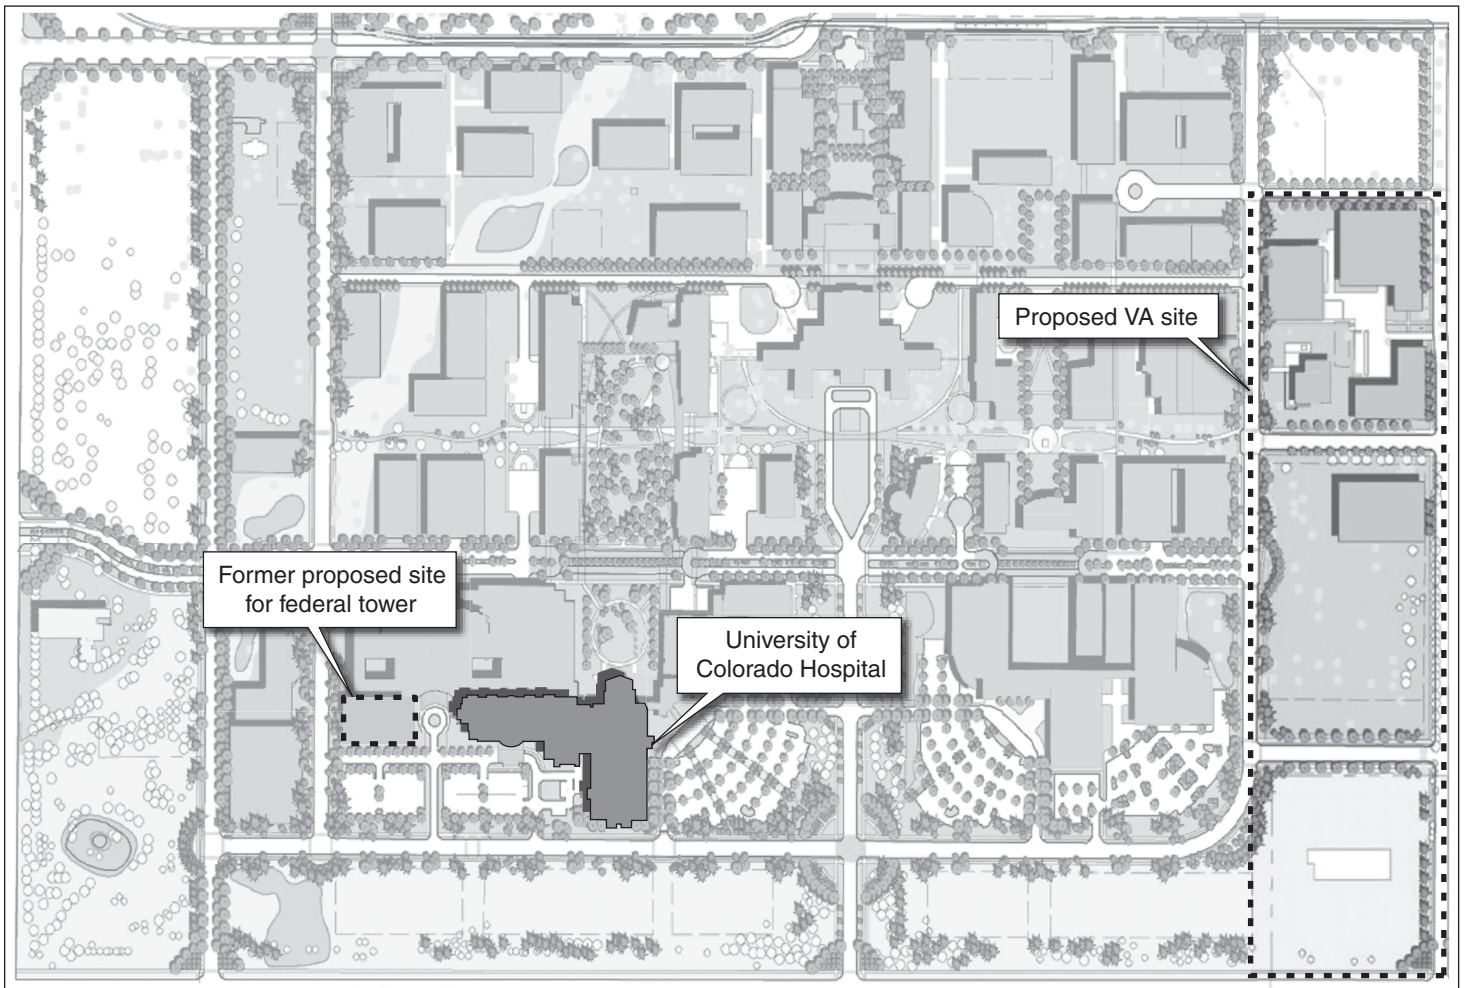 Proposed VA site
Former proposed site
for federal tower
University of
Colorado Hospital